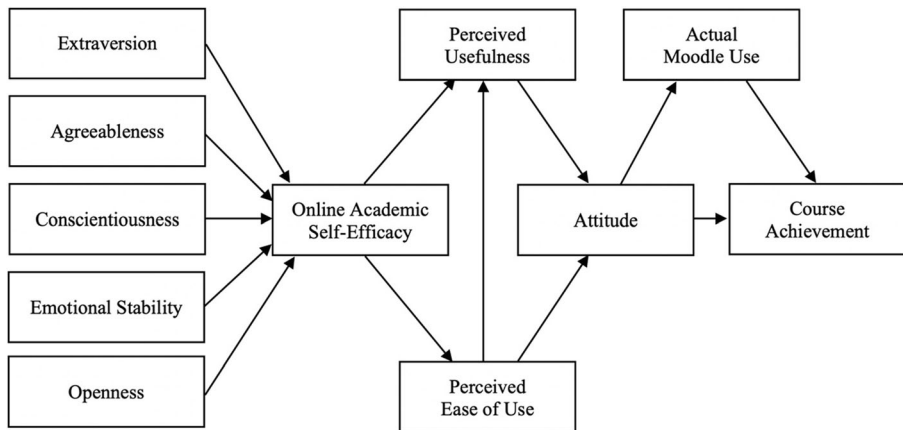 Extraversion
Agreeableness
Conscientiousness
Emotional Stability
Openness
Online Academic
Self-Efficacy
Perceived
Usefulness
Perceived
Ease of Use
Attitude
Actual
Moodle Use
Course
Achievement